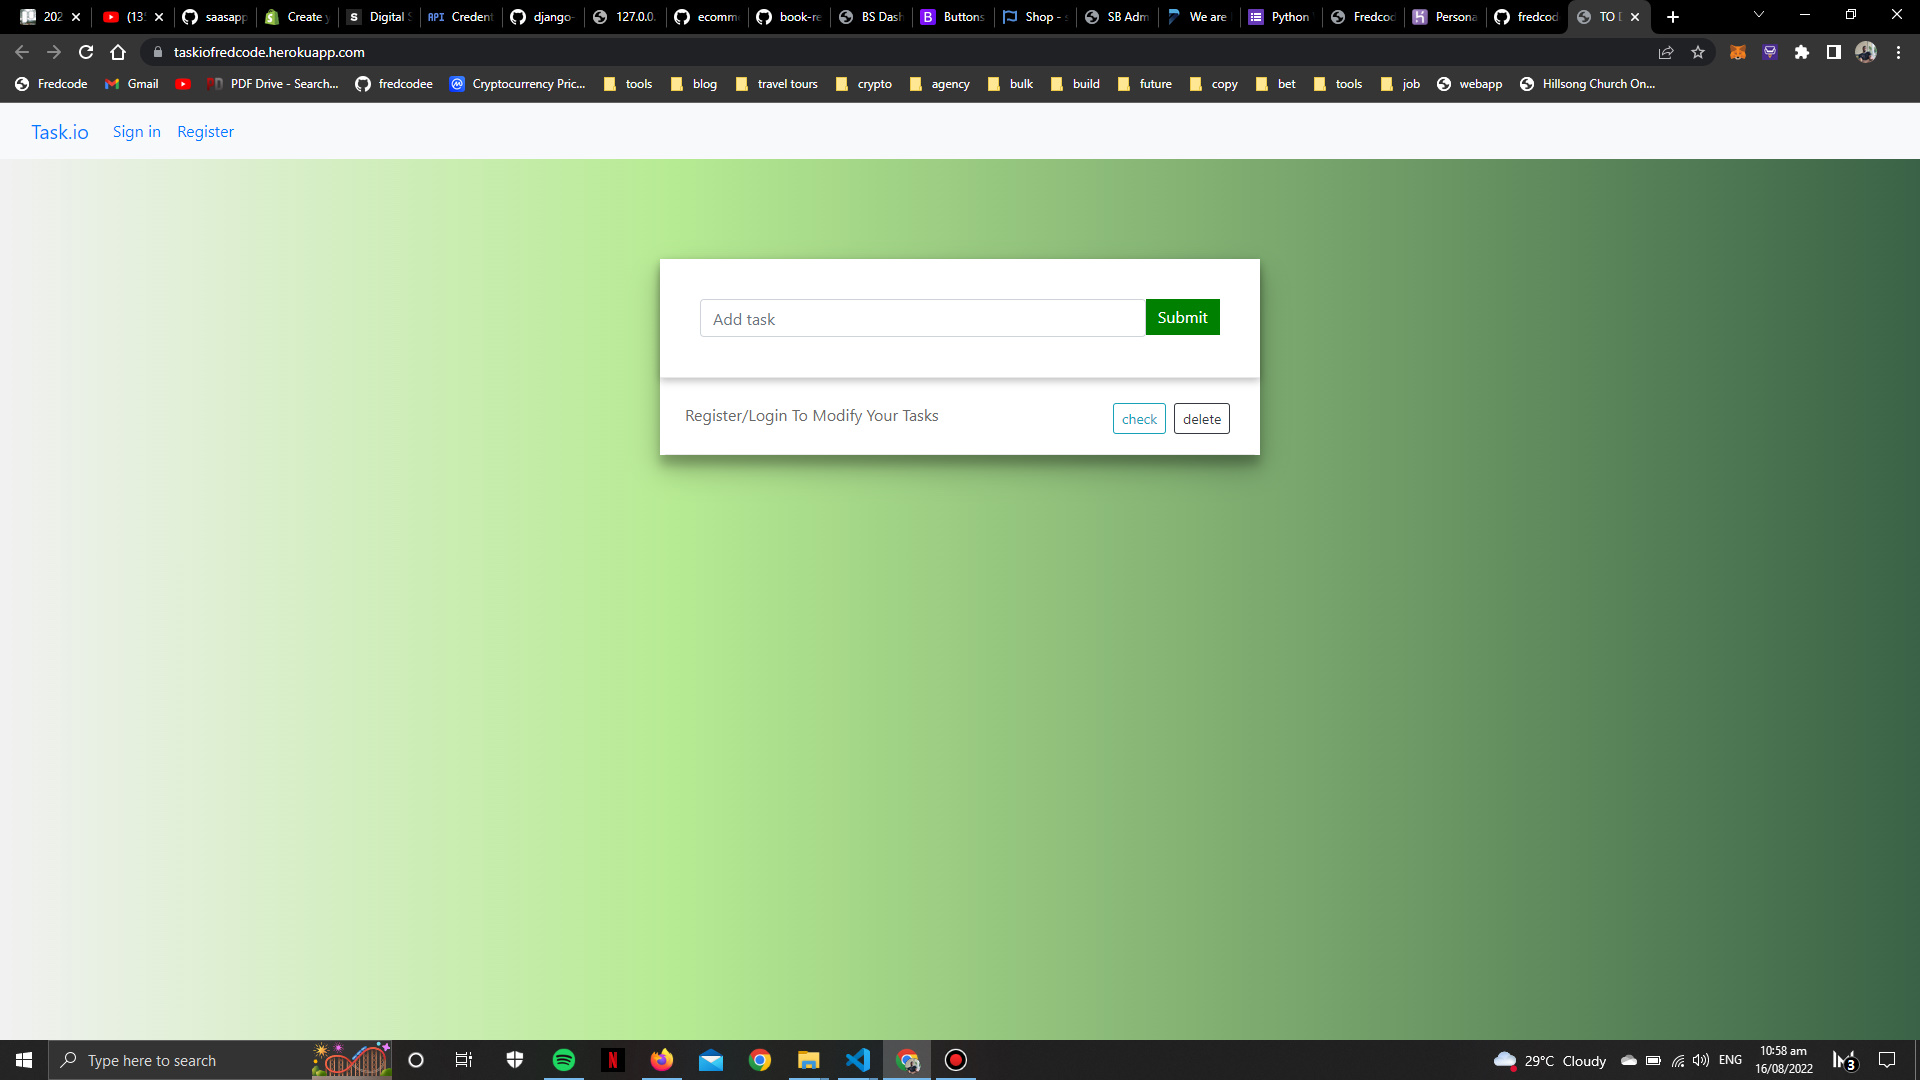 202
(13
saasapp
Create
Digital
API Credent
django-
127.0.0.
ecomm
book-re
BS Dash
B Buttons
Shop -
SB Adm
We are
Python
Fredcod
Persona
fredcod
TO D
taskiofredcode.herokuapp.com
Fredcode
Gmail
PDF Drive - Search...
fredcodee
Cryptocurrency Pric...
tools
blog
travel tours
crypto
agency
bulk
build
future
copy
bet
tools
job
webapp
Hillsong Church On...
Task.io
Sign in
Register
Add task
Submit
Register/Login To Modify Your Tasks
check
delete
Type here to search
29°C Cloudy
ENG
10:58 am
16/08/2022
3